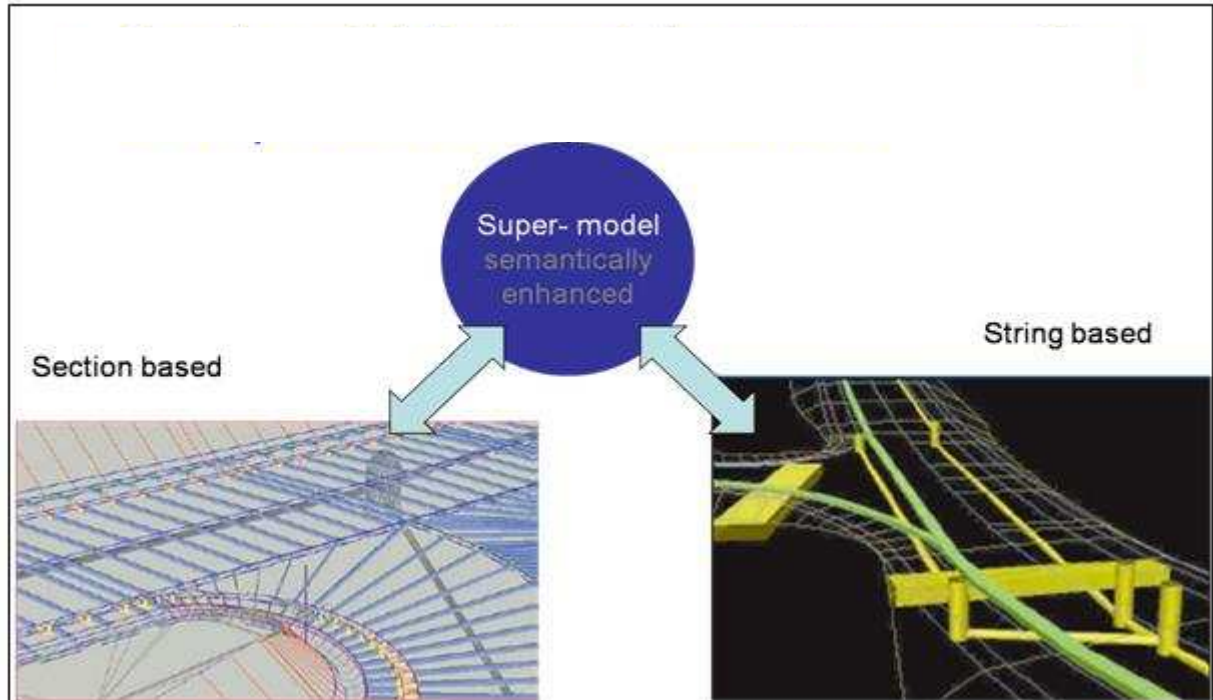 Super- model
semantically
enhanced
String based
Section based